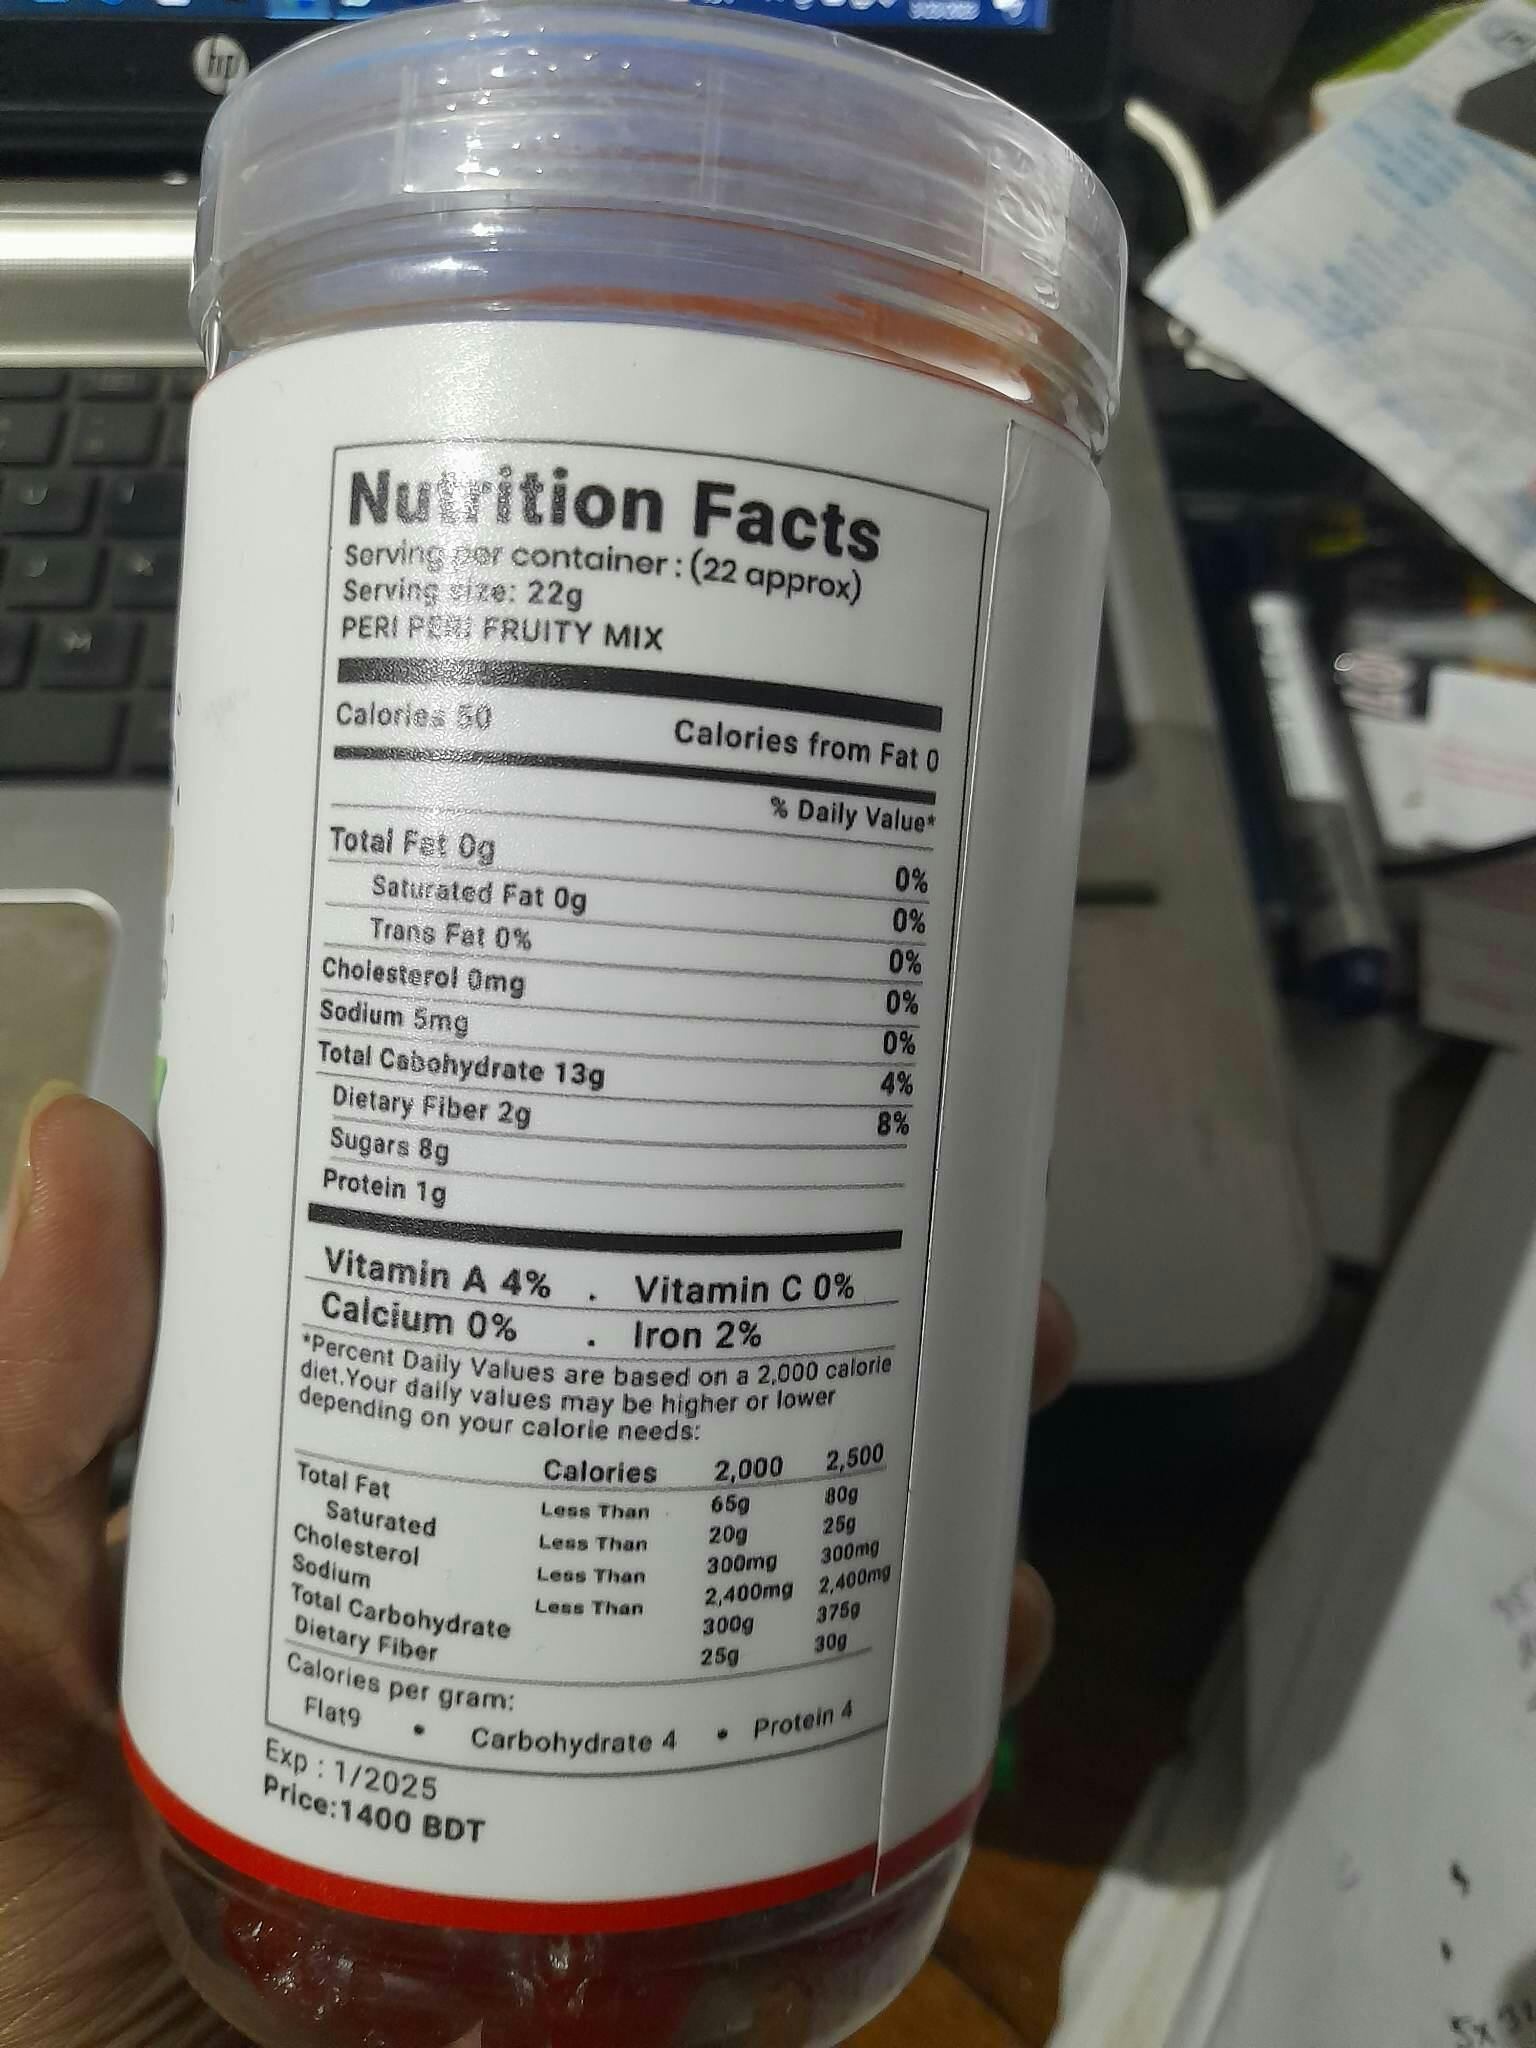 hp
Nutrition Facts
Serving per container : (22 approx)
Serving size: 22g
PERI PERI FRUITY MIX
Calories 50 Calories from Fat 0
% Daily Value*
Total Fat 0g 0%
Saturated Fat 0g 0%
Trans Fat 0% 0%
Cholesterol 0mg 0%
Sodium 5mg 0%
Total Cabohydrate 13g 4%
Dietary Fiber 2g 8%
Sugars 8g
Protein 1g
Vitamin A 4% . Vitamin C 0%
Calcium 0% . Iron 2%
*Percent Daily Values are based on a 2,000 calorie
diet.Your daily values may be higher or lower
depending on your calorie needs:
Calories 2,000 2,500
Total Fat Less Than 65g 80g
Saturated Less Than 20g 25g
Cholesterol Less Than 300mg 300mg
Sodium Less Than 2,400mg 2,400mg
Total Carbohydrate 300g 375g
Dietary Fiber 25g 30g
Calories per gram:
Flat9 • Carbohydrate 4 • Protein 4
Exp : 1/2025
Price:1400 BDT